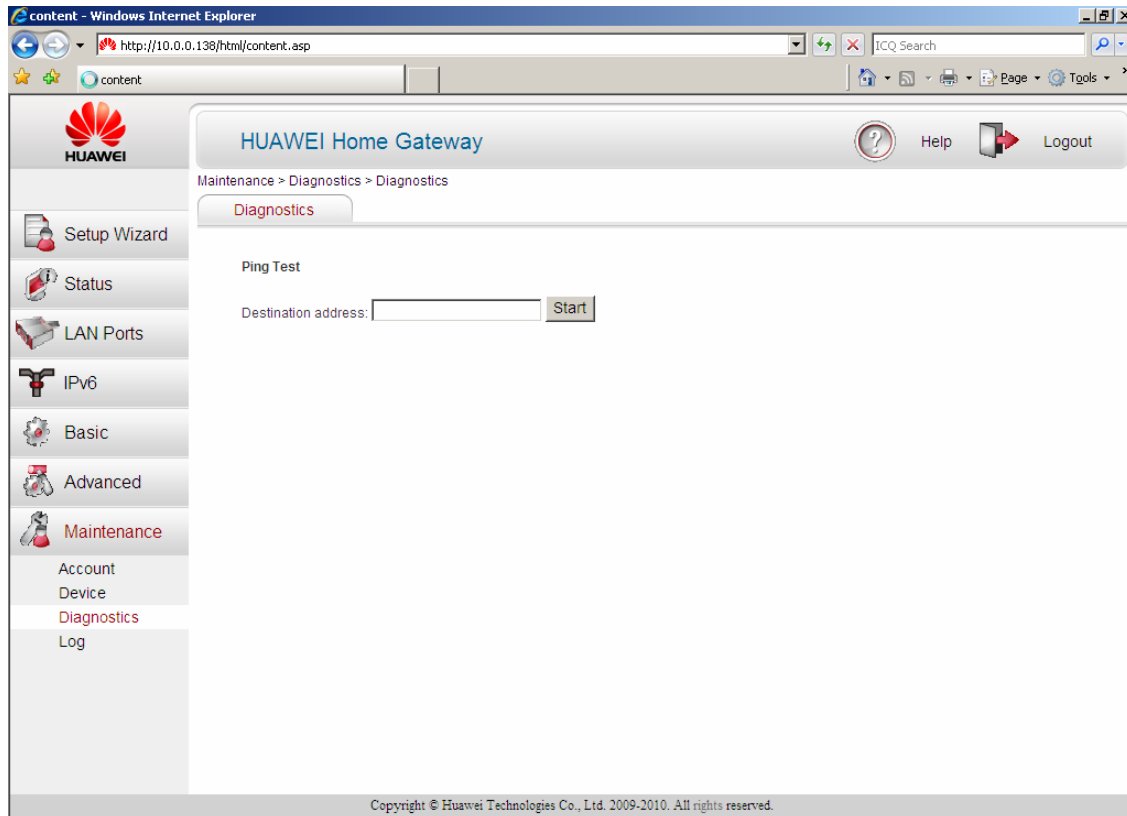 content - Windows Internet Explorer
http://10.0.0.138/html/content.asp
ICQ Search
content
Page
Tools
HUAWEI
HUAWEI Home Gateway
Help
Logout
Maintenance > Diagnostics > Diagnostics
Diagnostics
Setup Wizard
Status
LAN Ports
IPv6
Basic
Advanced
Maintenance
Account
Device
Diagnostics
Log
Ping Test
Destination address:
Start
Copyright © Huawei Technologies Co., Ltd. 2009-2010. All rights reserved.